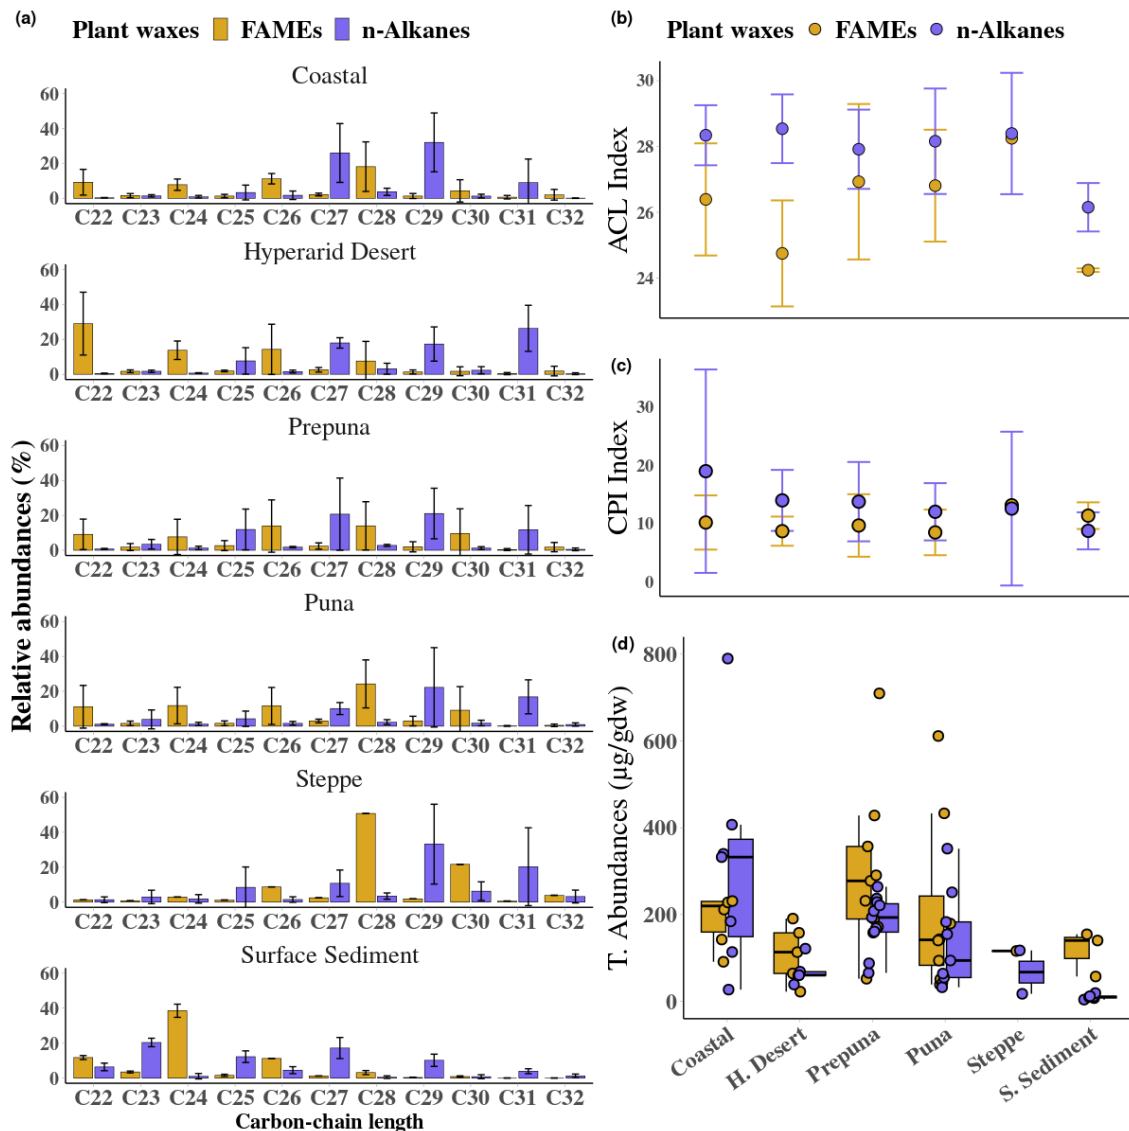 (a)
Plant waxes FAMEs n-Alkanes
Relative abundances (%)
Coastal
60
40
20
0
C22 C23 C24 C25 C26 C27 C28 C29 C30 C31 C32
Hyperarid Desert
60
40
20
0
C22 C23 C24 C25 C26 C27 C28 C29 C30 C31 C32
Prepuna
60
40
20
0
C22 C23 C24 C25 C26 C27 C28 C29 C30 C31 C32
Puna
60
40
20
0
C22 C23 C24 C25 C26 C27 C28 C29 C30 C31 C32
Steppe
60
40
20
0
C22 C23 C24 C25 C26 C27 C28 C29 C30 C31 C32
Surface Sediment
60
40
20
0
C22 C23 C24 C25 C26 C27 C28 C29 C30 C31 C32
Carbon-chain length
(b)
Plant waxes FAMEs n-Alkanes
ACL Index
30
28
26
24
(c)
CPI Index
30
20
10
0
(d)
T. Abundances (µg/gdw)
800
600
400
200
0
Coastal
H. Desert
Prepuna
Puna
Steppe
S. Sediment